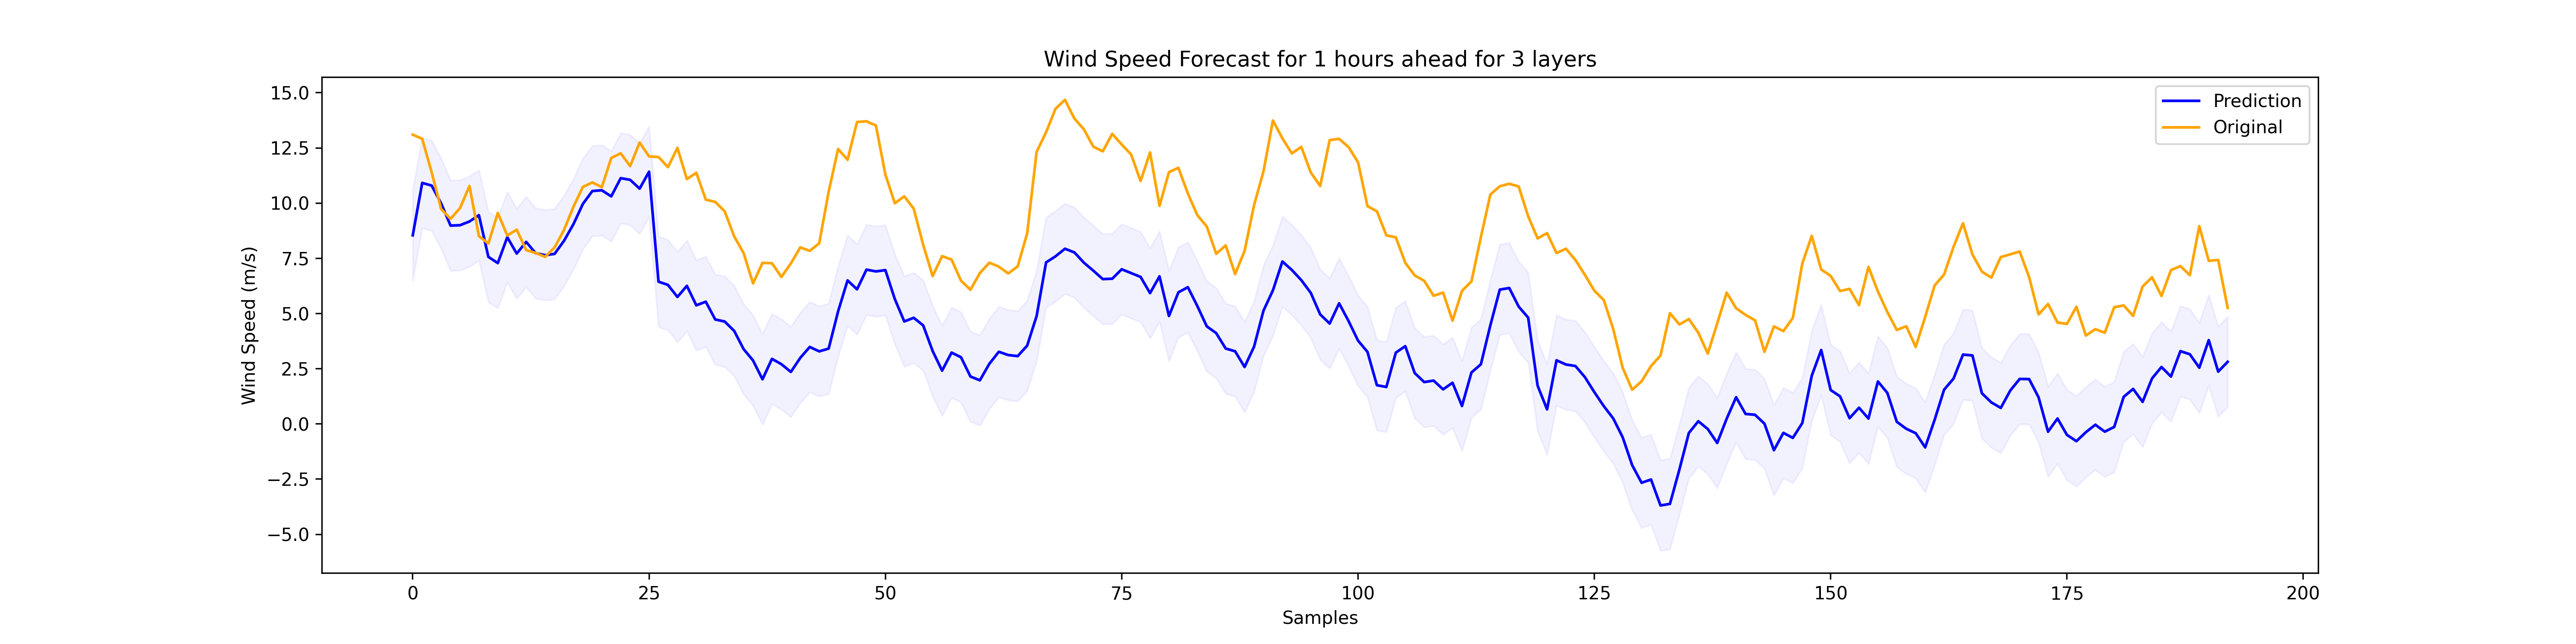 Wind Speed Forecast for 1 hours ahead for 3 layers
Prediction
Original
Wind Speed (m/s)
15.0
12.5
10.0
7.5
5.0
2.5
0.0
−2.5
−5.0
0 25 50 75 100 125 150 175 200
Samples